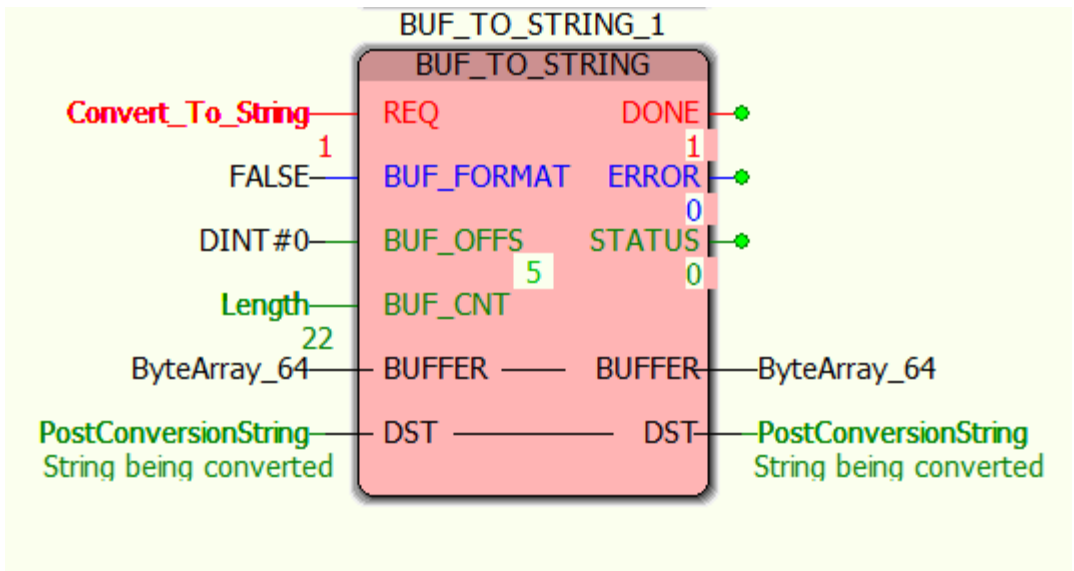 BUF_TO_STRING_1
BUF_TO_STRING
Convert_To_String REQ DONE
1 1
FALSE BUF_FORMAT ERROR
0
DINT#0 BUF_OFFS STATUS
5 0
Length BUF_CNT
22
ByteArray_64 BUFFER BUFFER ByteArray_64
PostConversionString DST DST PostConversionString
String being converted String being converted